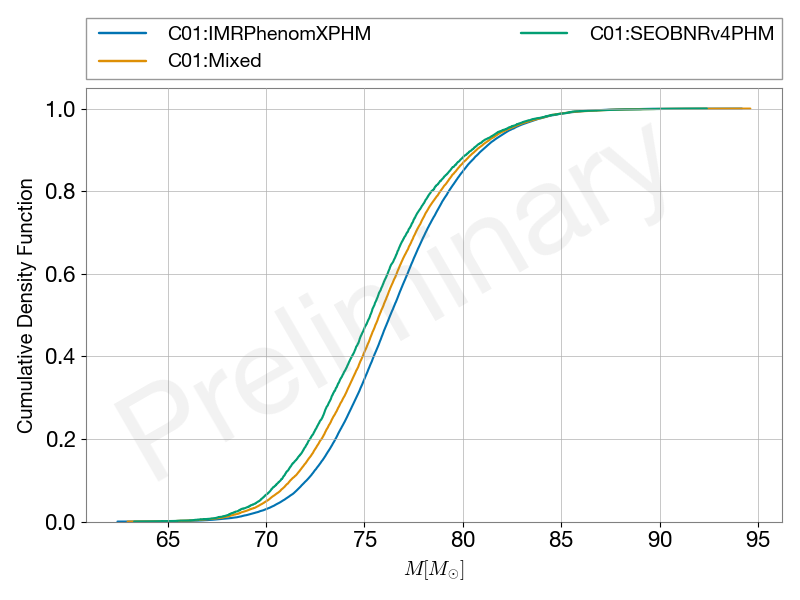 C01:IMRPhenomXPHM
C01:Mixed
C01:SEOBNRv4PHM
1.0
0.8
0.6
0.4
0.2
0.0
Cumulative Density Function
Preliminary
65
70
75
80
85
90
95
M[M⊙]